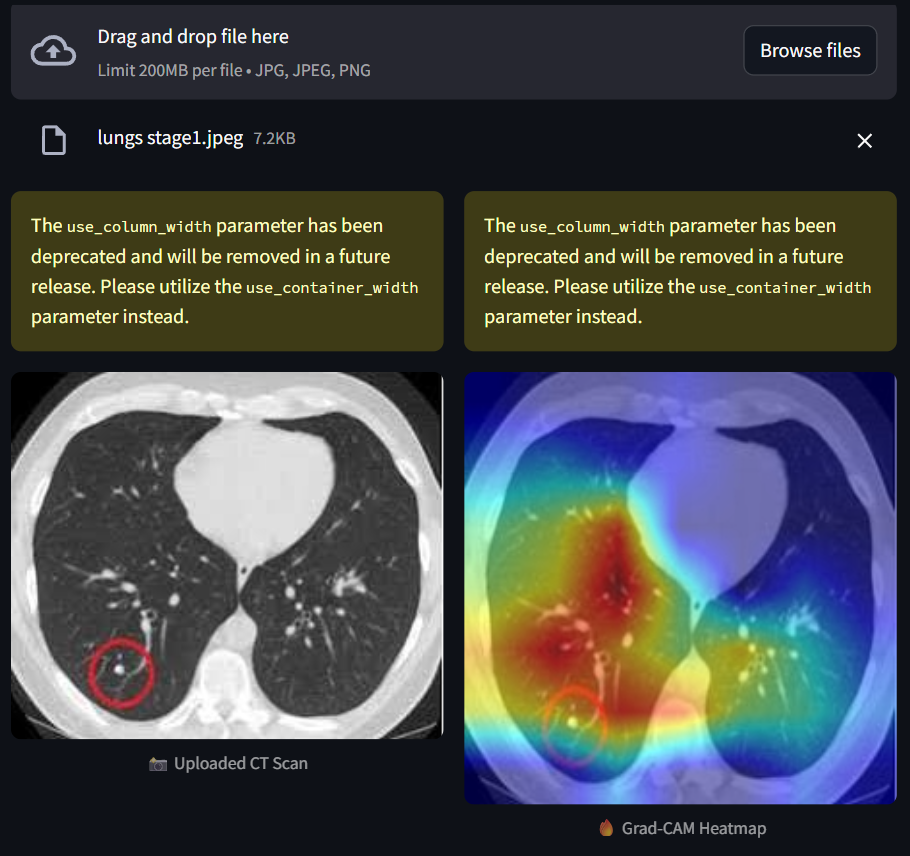 Drag and drop file here
Limit 200MB per file • JPG, JPEG, PNG
Browse files
lungs stage1.jpeg 7.2KB
The use_column_width parameter has been
deprecated and will be removed in a future
release. Please utilize the use_container_width
parameter instead.
The use_column_width parameter has been
deprecated and will be removed in a future
release. Please utilize the use_container_width
parameter instead.
Uploaded CT Scan
Grad-CAM Heatmap